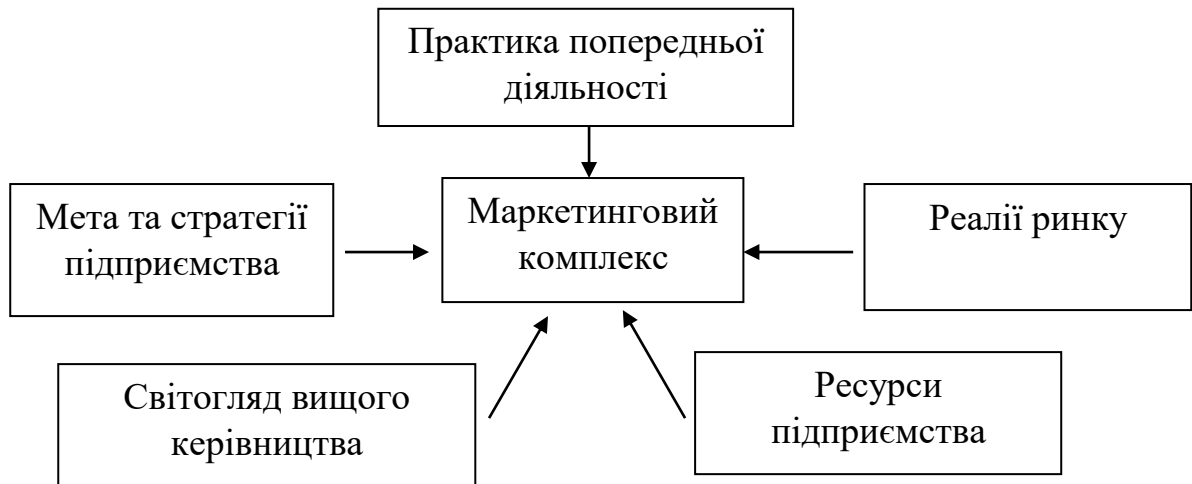 Практика попередньої
діяльності
Мета та стратегії
підприємства
Маркетинговий
комплекс
Реалії ринку
Світогляд вищого
керівництва
Ресурси
підприємства